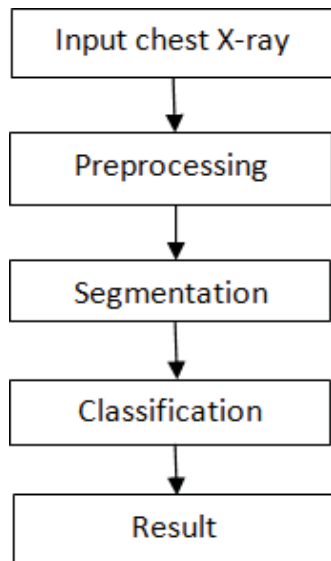 Input chest X-ray
Preprocessing
Segmentation
Classification
Result